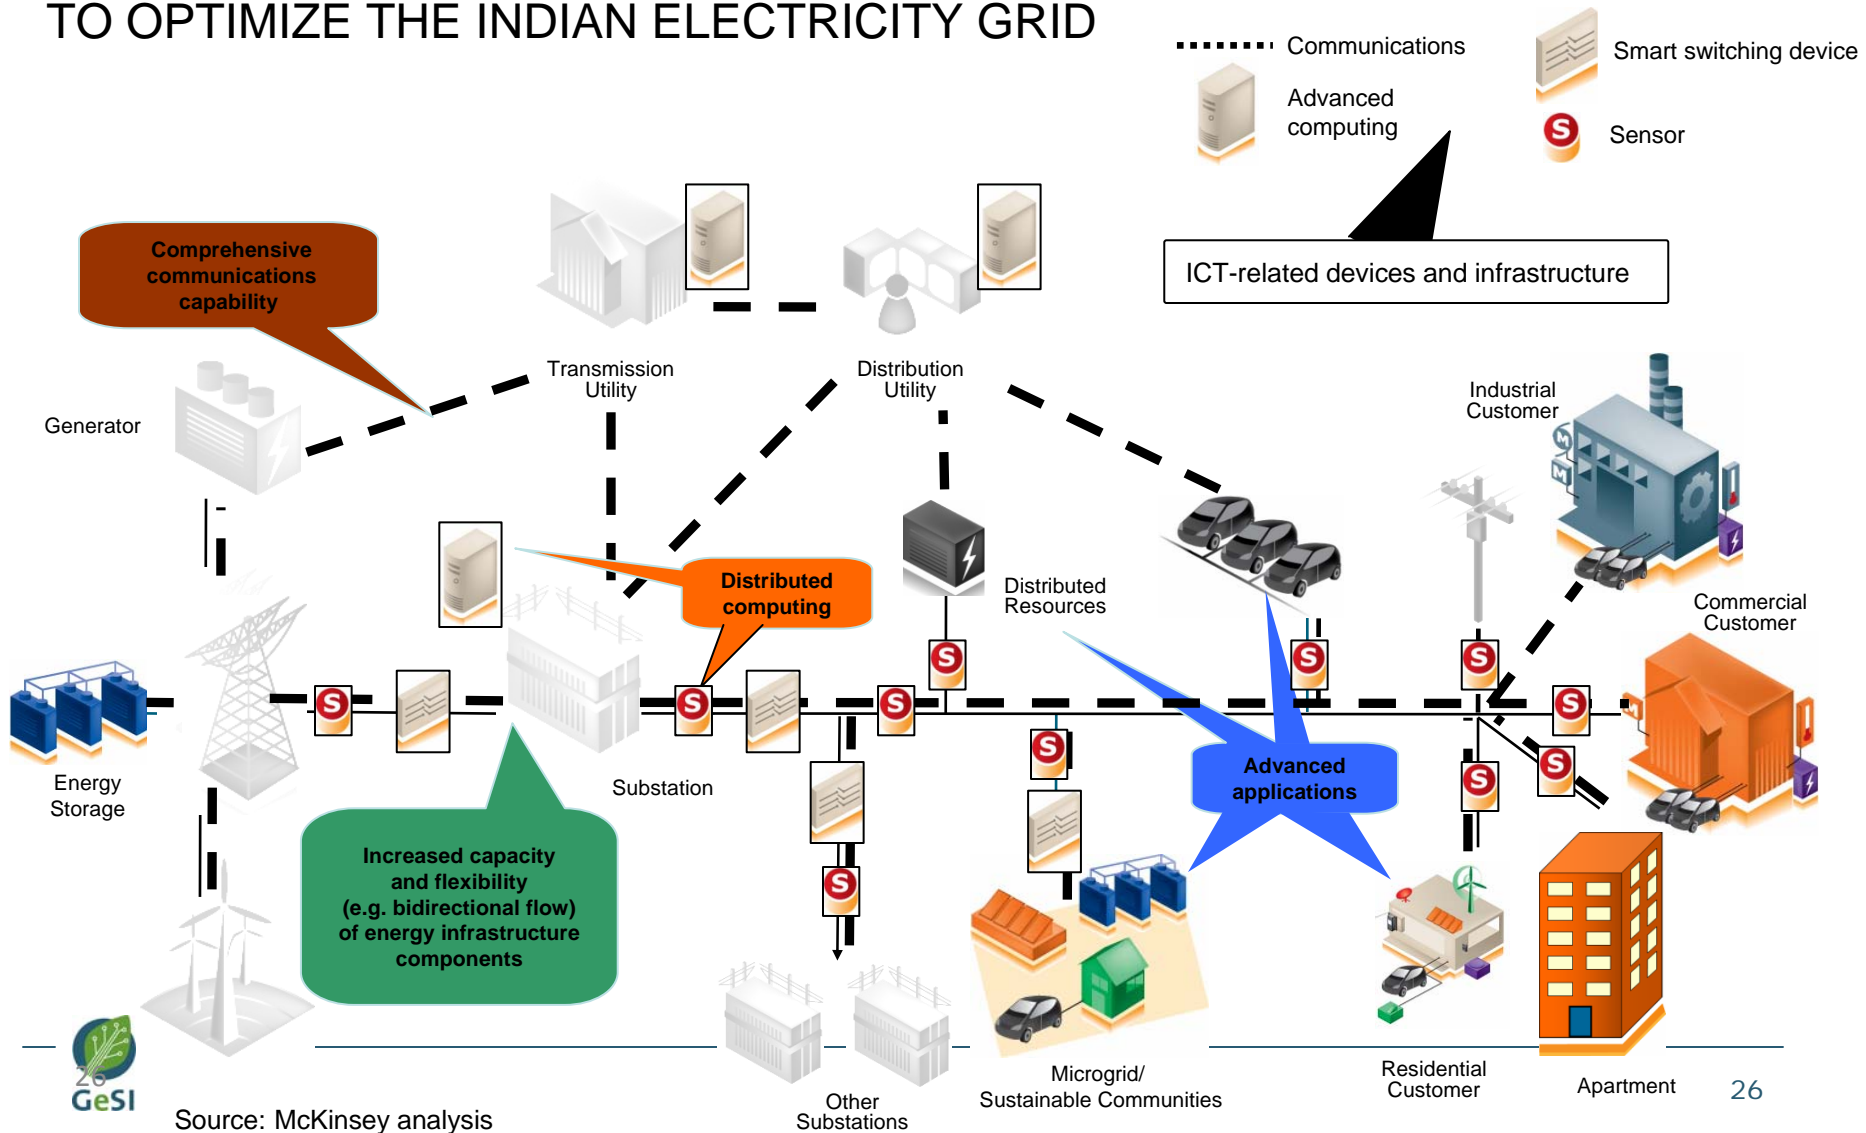 TO OPTIMIZE THE INDIAN ELECTRICITY GRID
Communications
Smart switching device
Advanced
computing
Sensor
ICT-related devices and infrastructure
Comprehensive
communications
capability
Transmission
Utility
Distribution
Utility
Generator
Industrial
Customer
Distributed
computing
Distributed
Resources
Commercial
Customer
S
S
S
S
S
S
S
S
S
S
S
M
M
M
Energy
Storage
Substation
Advanced
applications
Increased capacity
and flexibility
(e.g. bidirectional flow)
of energy infrastructure
components
Microgrid/
Sustainable Communities
Residential
Customer
Apartment
Other
Substations
26
GeSI
26
Source: McKinsey analysis